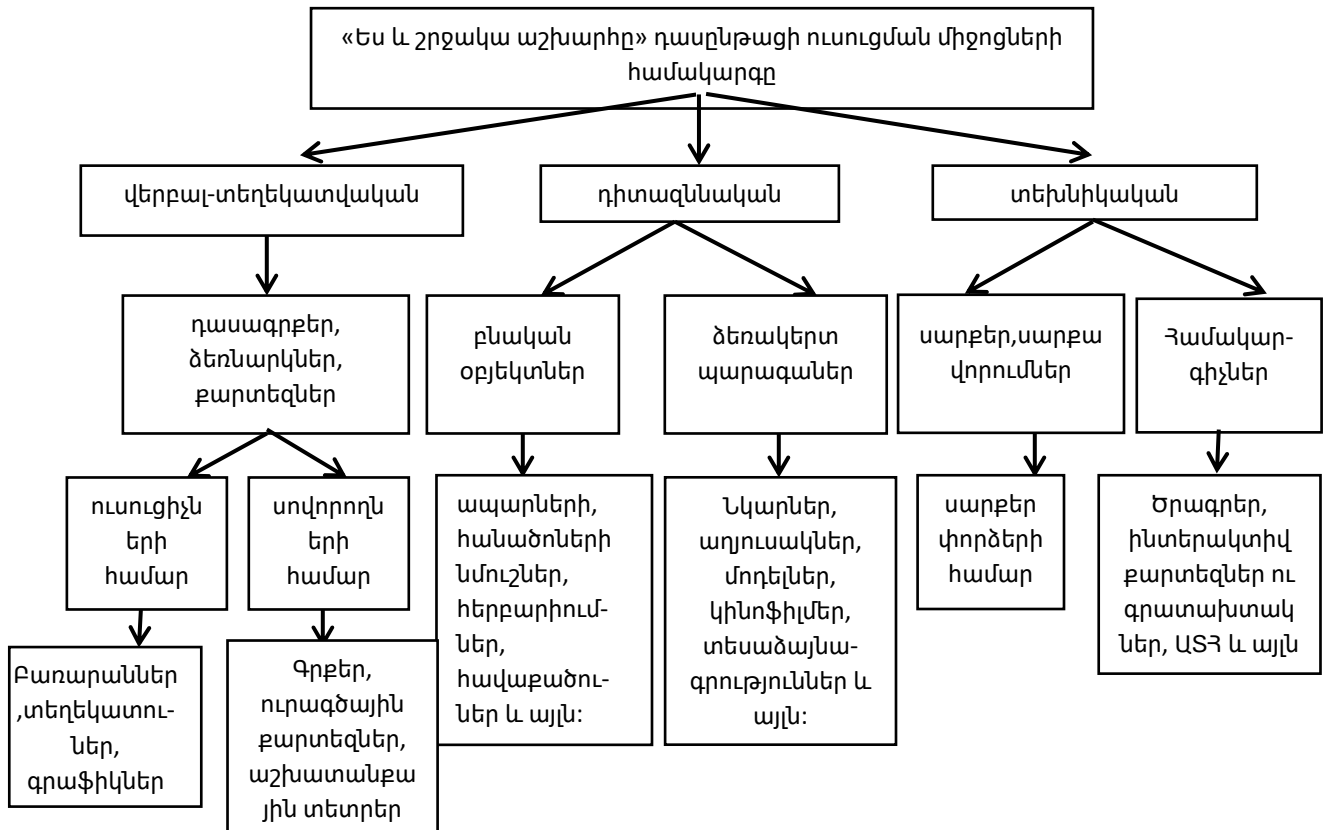 «Ես և շրջակա աշխարհը» դասընթացի ուսուցման միջոցների
համակարգը
վերբալ-տեղեկատվական
դիտազննական
տեխնիկական
դասագրքեր,
ձեռնարկներ,
քարտեզներ
բնական
օբյեկտներ
ձեռակերտ
պարագաներ
սարքեր,սարքա
վորումներ
Համակար-
գիչներ
ուսուցիչն
երի
համար
սովորողն
երի
համար
ապարների,
հանածոների
նմուշներ,
հերբարիում-
ներ,
հավաքածու-
ներ և այլն:
Նկարներ,
աղյուսակներ,
մոդելներ,
կինոֆիլմեր,
տեսաձայնա-
գրություններ և
այլն:
սարքեր
փորձերի
համար
Ծրագրեր,
ինտերակտիվ
քարտեզներ ու
գրատախտակ
ներ, ԱՏՀ և այլն
Բառարաններ
,տեղեկատու-
ներ,
գրաֆիկներ
Գրքեր,
ուրագծային
քարտեզներ,
աշխատանքա
յին տետրեր